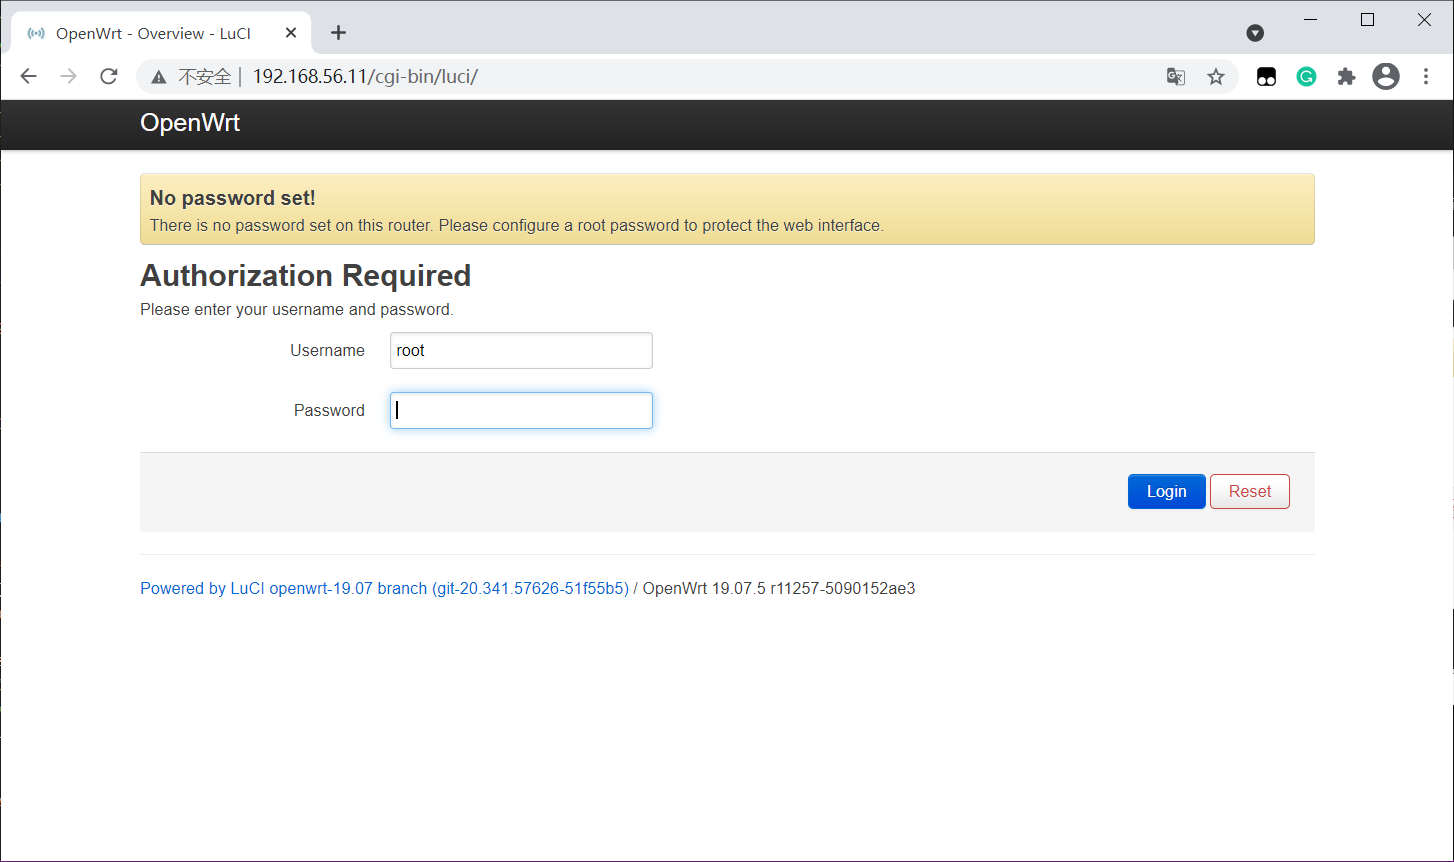 OpenWrt - Overview - LuCI
不安全 | 192.168.56.11/cgi-bin/luci/
OpenWrt
No password set!
There is no password set on this router. Please configure a root password to protect the web interface.
Authorization Required
Please enter your username and password.
Username root
Password
Login Reset
Powered by LuCI openwrt-19.07 branch (git-20.341.57626-51f55b5) / OpenWrt 19.07.5 r11257-5090152ae3